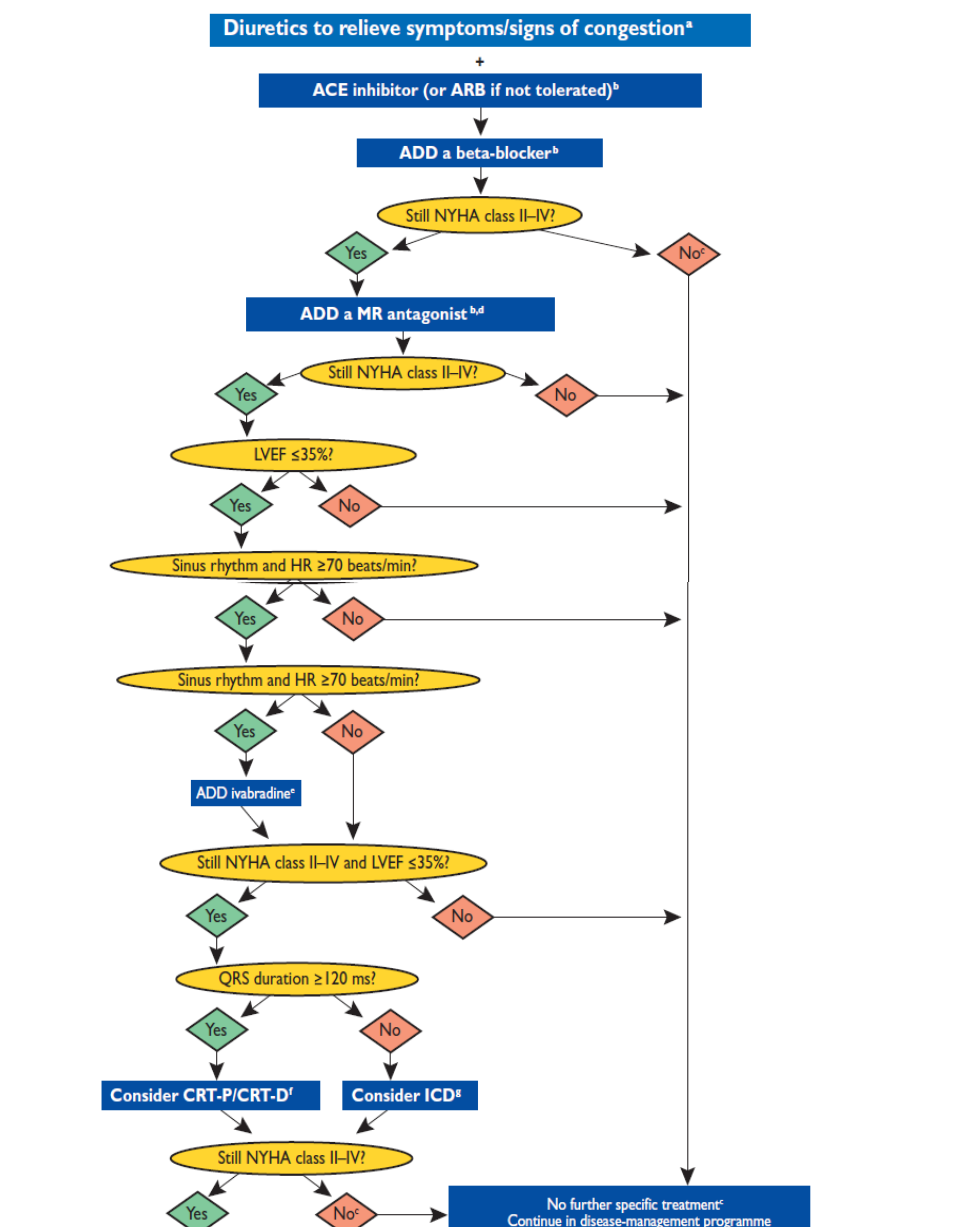 Diuretics to relieve symptoms/signs of congestionᵃ
+
ACE inhibitor (or ARB if not tolerated)ᵇ
ADD a beta-blockerᵇ
Still NYHA class II–IV?
Yes
Noᶜ
ADD a MR antagonistᵇ,ᵈ
Still NYHA class II–IV?
Yes
No
LVEF ≤35%?
Yes
No
Sinus rhythm and HR ≥70 beats/min?
Yes
No
Sinus rhythm and HR ≥70 beats/min?
Yes
No
ADD ivabradineᵉ
Still NYHA class II–IV and LVEF ≤35%?
Yes
No
QRS duration ≥120 ms?
Yes
No
Consider CRT-P/CRT-Dᶠ
Consider ICDᵍ
Still NYHA class II–IV?
Yes
Noᶜ
No further specific treatmentᶜ
Continue in disease-management programme